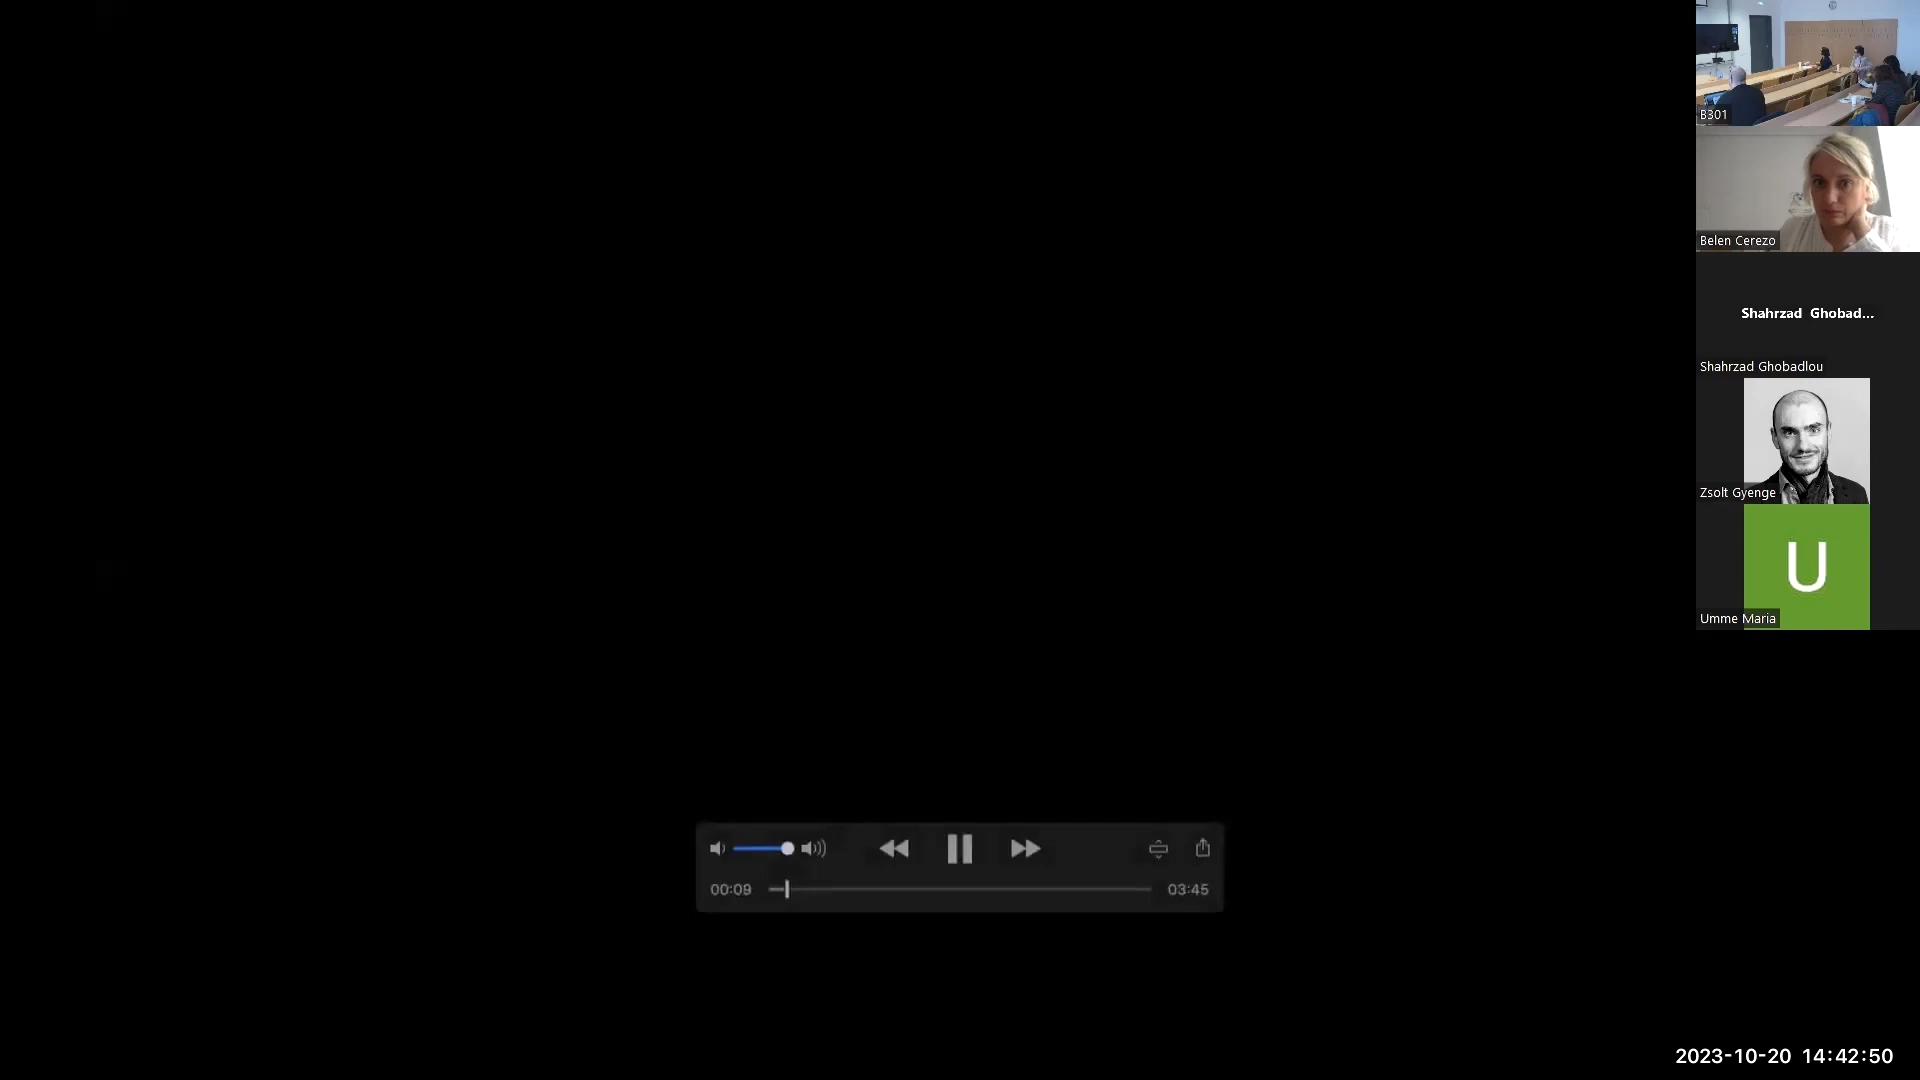 B301
Belen Cerezo
Shahrzad Ghobad...
Shahrzad Ghobadlou
Zsolt Gyenge
U
Umme Maria
00:09
03:45
2023-10-20 14:42:50